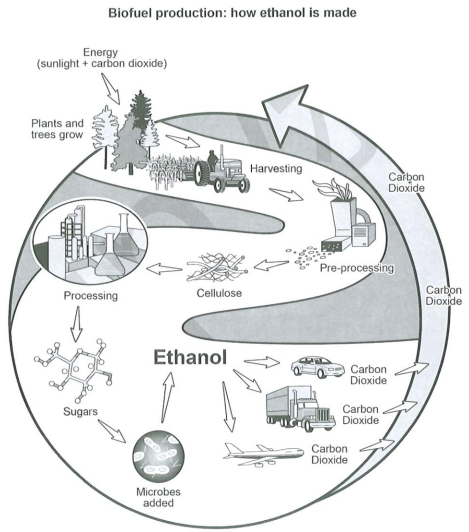 Biofuel production: how ethanol is made
Energy
(sunlight + carbon dioxide)
Plants and
trees grow
Harvesting
Carbon
Dioxide
Pre-processing
Cellulose
Processing
Carbon
Dioxide
Ethanol
Carbon
Dioxide
Sugars
Carbon
Dioxide
Carbon
Dioxide
Microbes
added